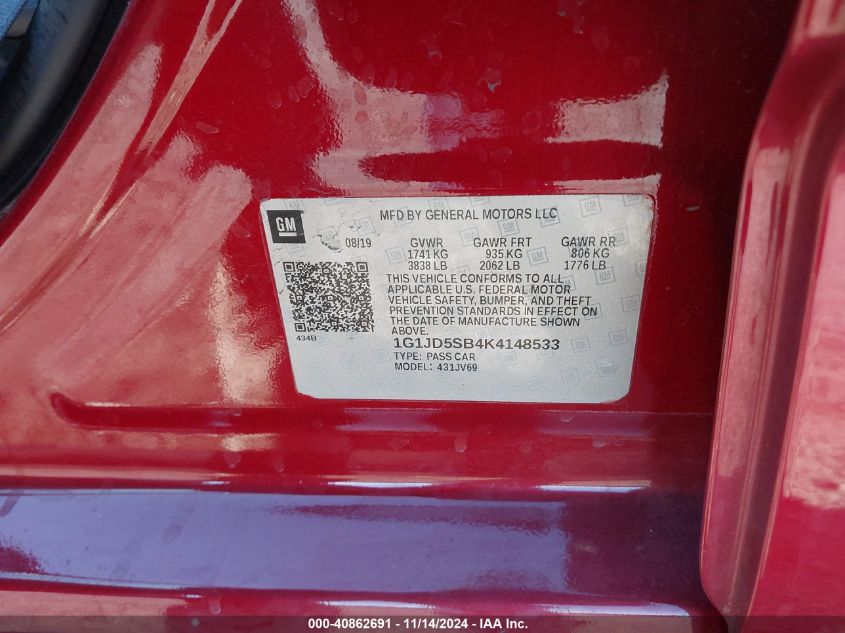 GM
MFD BY GENERAL MOTORS LLC
08/19 GVWR GAWR FRT GAWR RR
1741 KG 935 KG 806 KG
3838 LB 2062 LB 1776 LB
THIS VEHICLE CONFORMS TO ALL
APPLICABLE U.S. FEDERAL MOTOR
VEHICLE SAFETY, BUMPER, AND THEFT
PREVENTION STANDARDS IN EFFECT ON
THE DATE OF MANUFACTURE SHOWN
ABOVE.
434B
1G1JD5SB4K4148533
TYPE: PASS CAR
MODEL: 431JV69
000-40862691 - 11/14/2024 - IAA Inc.